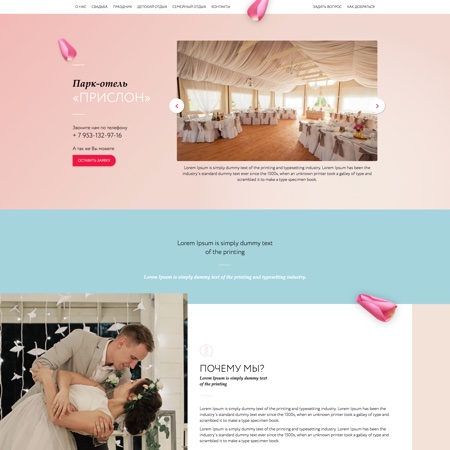 О НАС СВАДЬБА ПРАЗДНИК ДЕТСКИЙ ОТДЫХ СЕМЕЙНЫЙ ОТДЫХ КОНТАКТЫ ЗАДАТЬ ВОПРОС КАК ДОБРАТЬСЯ
Парк-отель
«ПРИСЛОН»
Звоните нам по телефону
+ 7 953-132-97-16
А так же Вы можете
ОСТАВИТЬ ЗАЯВКУ
Lorem Ipsum is simply dummy text of the printing and typesetting industry. Lorem Ipsum has been the
industry's standard dummy text ever since the 1500s, when an unknown printer took a galley of type and
scrambled it to make a type specimen book.
Lorem Ipsum is simply dummy text
of the printing
Lorem Ipsum is simply dummy text of the printing and typesetting industry.
ПОЧЕМУ МЫ?
Lorem Ipsum is simply dummy text
of the printing
Lorem Ipsum is simply dummy text of the printing and typesetting industry. Lorem Ipsum has been the
industry's standard dummy text ever since the 1500s, when an unknown printer took a galley of type and
scrambled it to make a type specimen book.
Lorem Ipsum is simply dummy text of the printing and typesetting industry. Lorem Ipsum has been the
industry's standard dummy text ever since the 1500s, when an unknown printer took a galley of type and